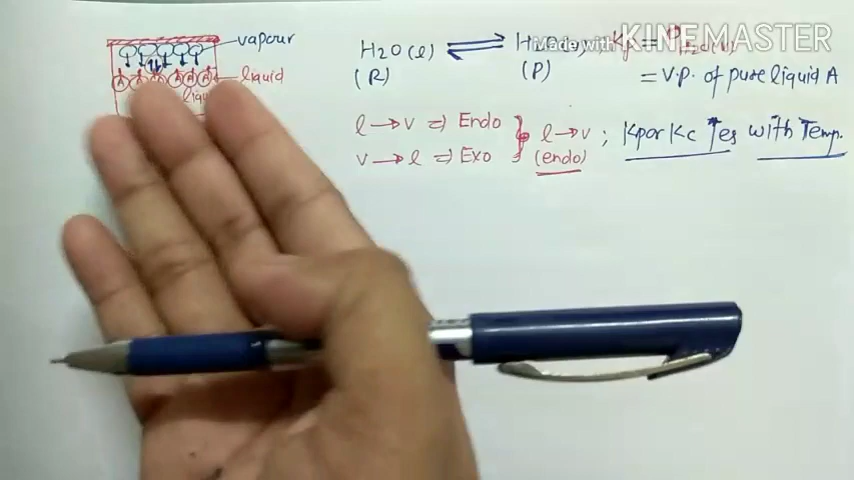 vapour
liquid
A A A A A
H2O(l) ⇌ H2O = P H2O(v)
(R) (P)
= V.P. of pure liquid A
l → v ⇒ Endo
v → l ⇒ Exo
l → v ; Kp or Kc ↑es with Temp.
(endo)
Made with KINEMASTER